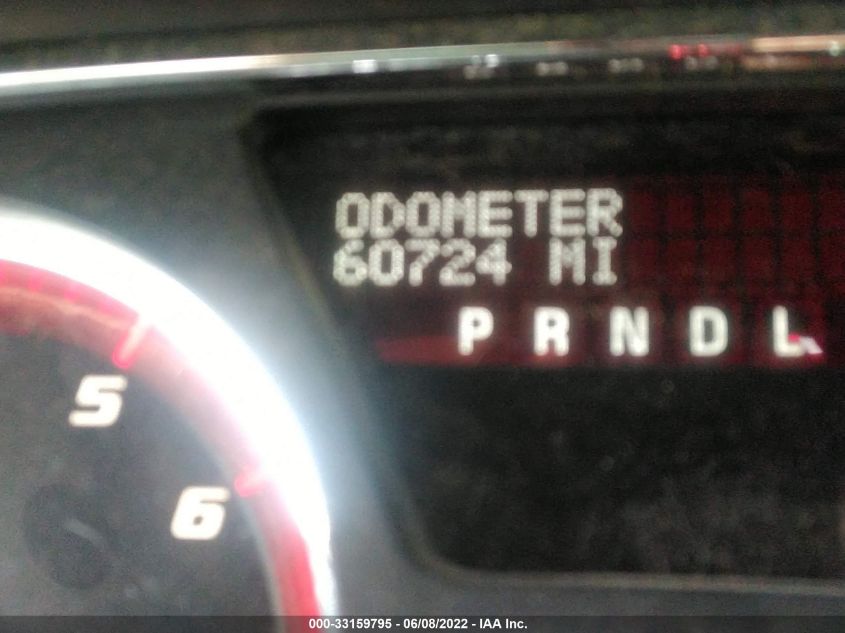 ODOMETER
60724 MI
P R N D L
5
6
000-33159795 - 06/08/2022 - IAA Inc.